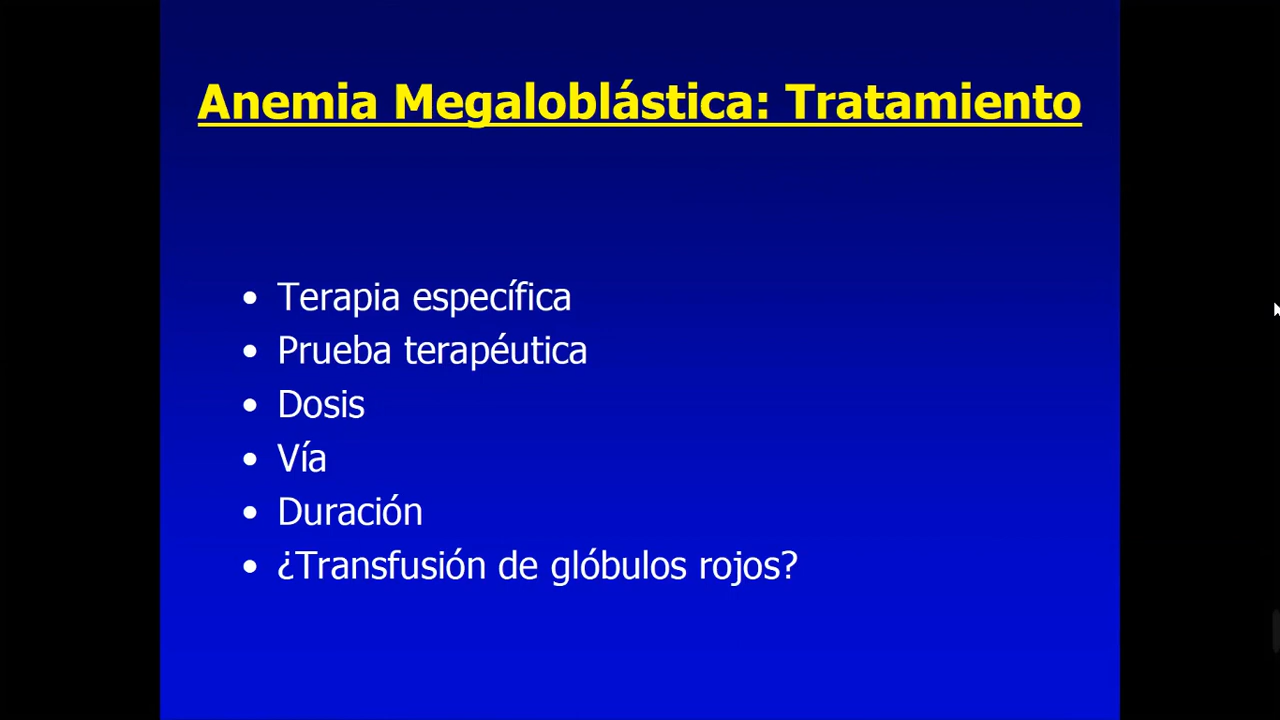 Anemia Megaloblástica: Tratamiento
• Terapia específica
• Prueba terapéutica
• Dosis
• Vía
• Duración
• ¿Transfusión de glóbulos rojos?